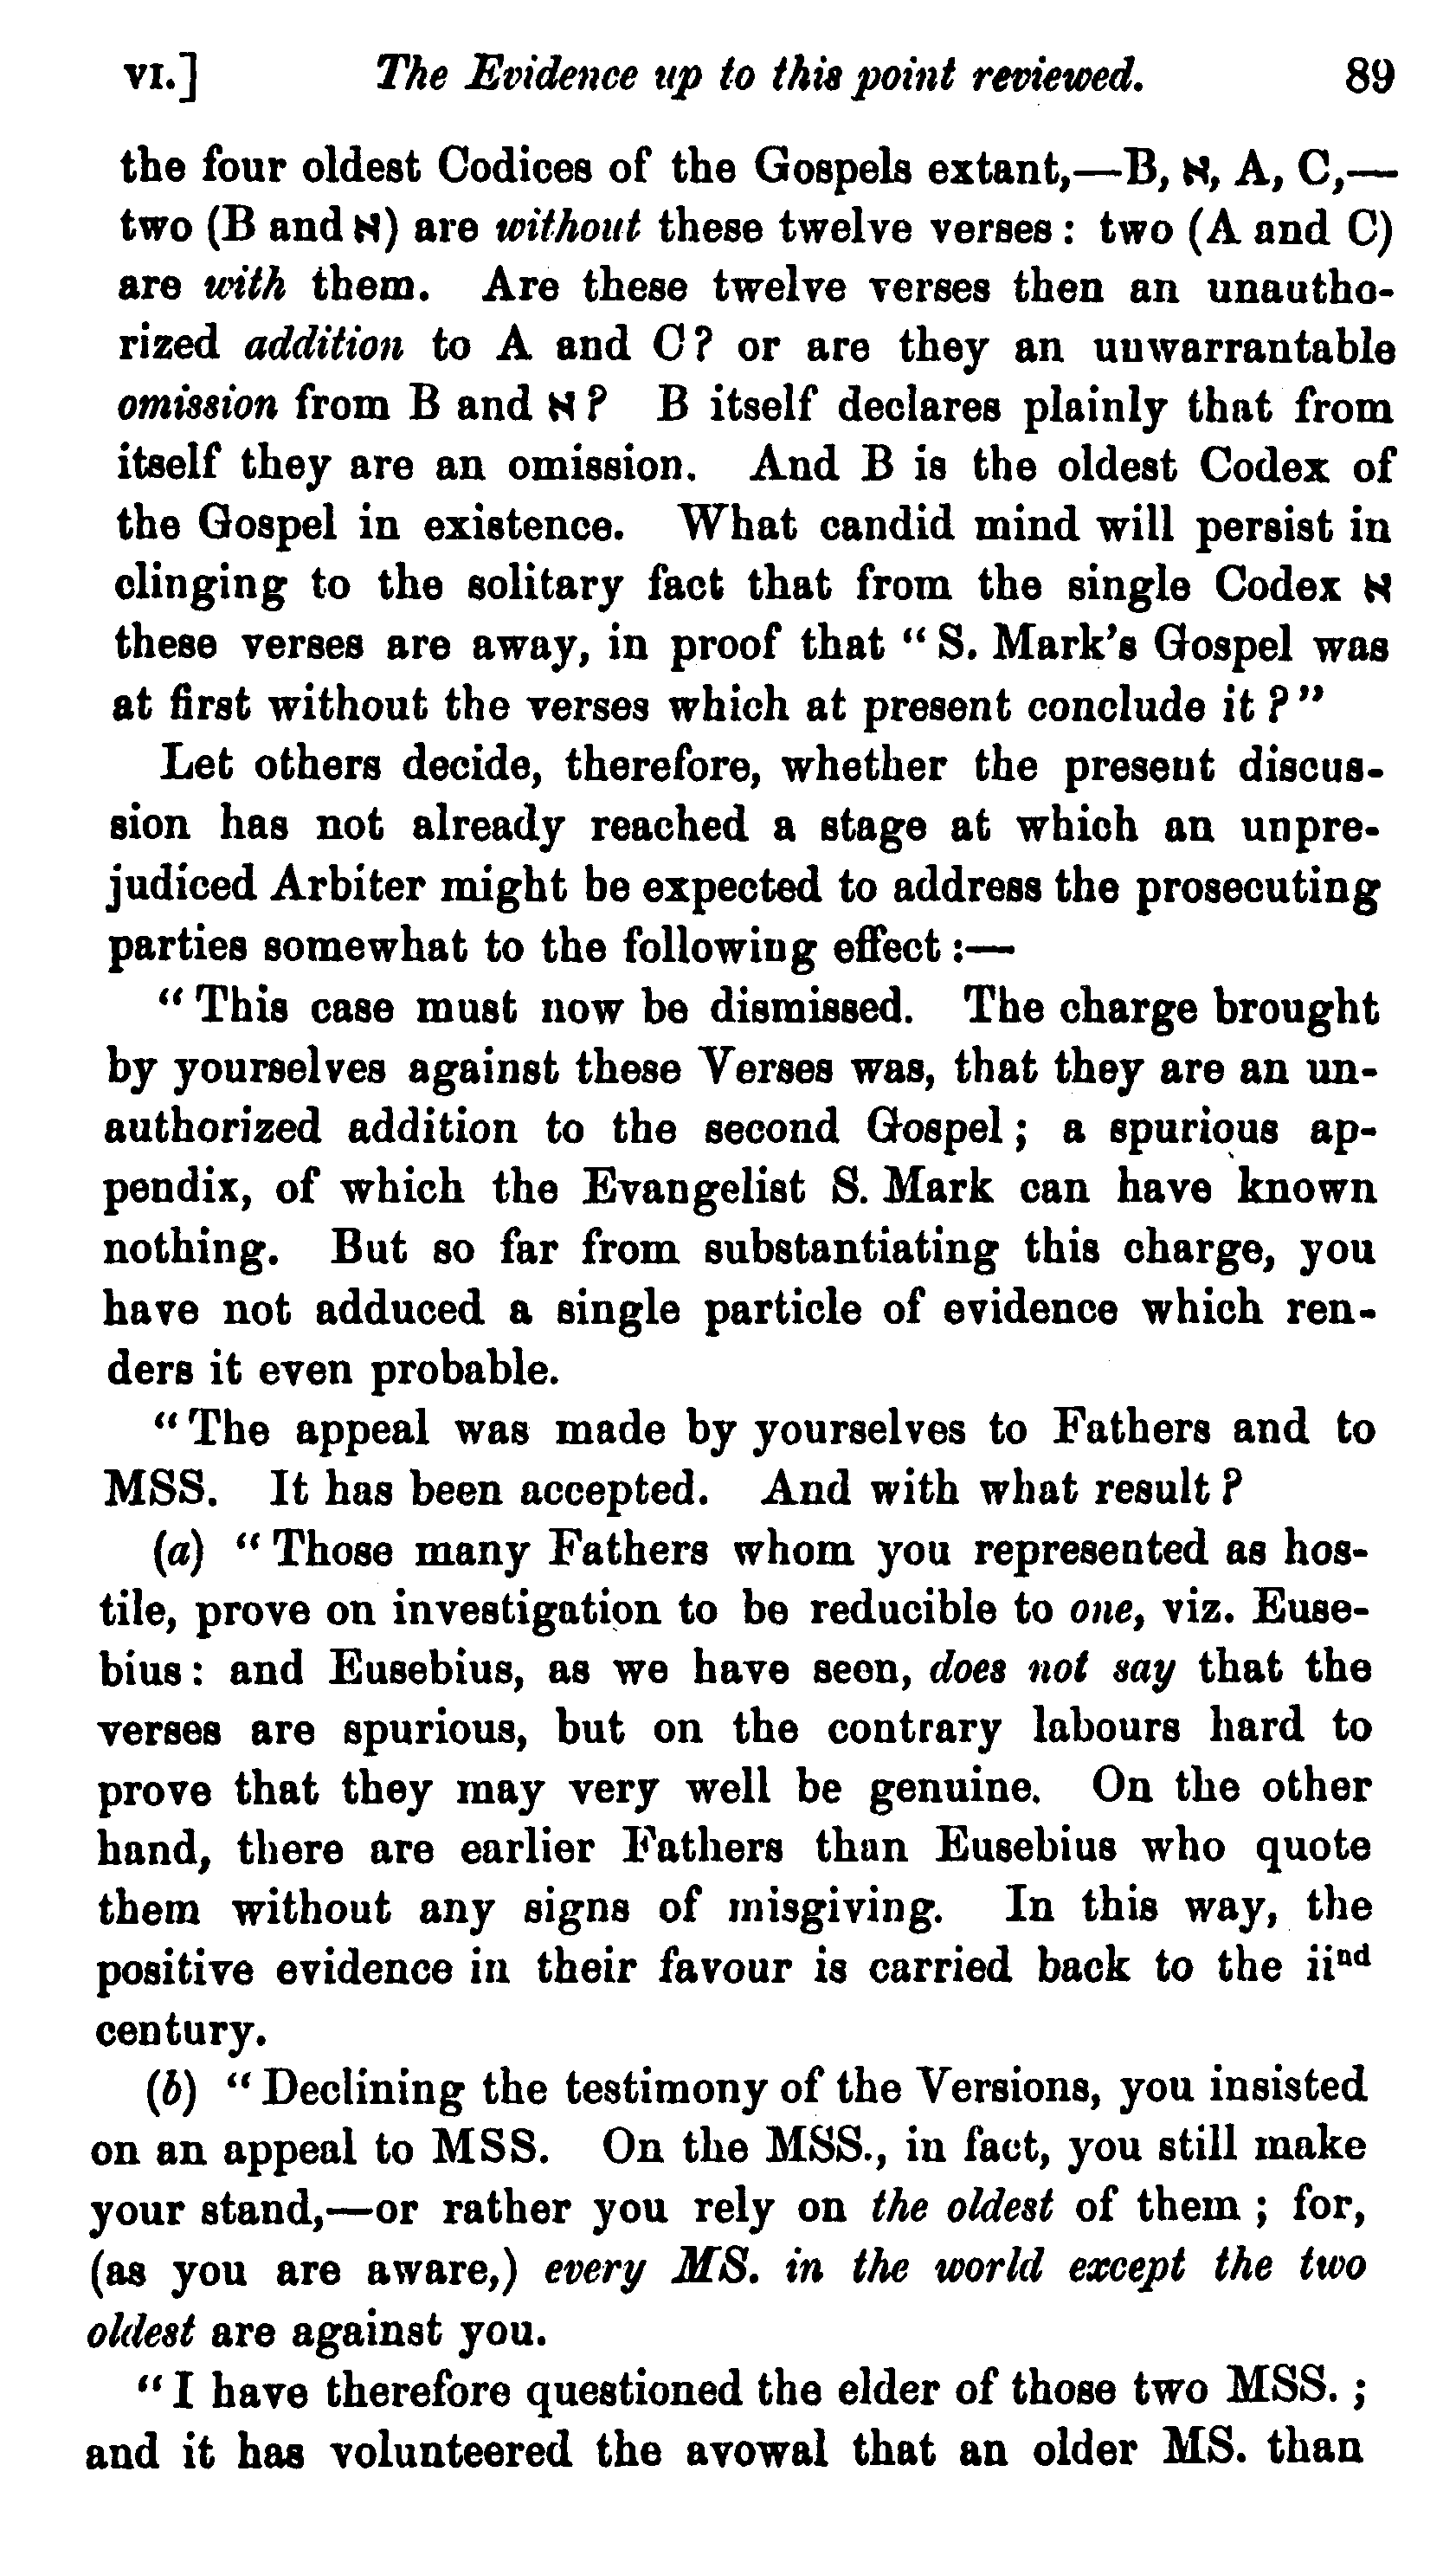 VI.] The Evidence up to this point reviewed. 89
the four oldest Codices of the Gospels extant,—B, א, A, C,—
two (B and א) are without these twelve verses : two (A and C)
are with them. Are these twelve verses then an unautho-
rized addition to A and C? or are they an unwarrantable
omission from B and א? B itself declares plainly that from
itself they are an omission. And B is the oldest Codex of
the Gospel in existence. What candid mind will persist in
clinging to the solitary fact that from the single Codex א
these verses are away, in proof that “S. Mark's Gospel was
at first without the verses which at present conclude it?”
Let others decide, therefore, whether the present discus-
sion has not already reached a stage at which an unpre-
judiced Arbiter might be expected to address the prosecuting
parties somewhat to the following effect :—
“This case must now be dismissed. The charge brought
by yourselves against these Verses was, that they are an un-
authorized addition to the second Gospel ; a spurious ap-
pendix, of which the Evangelist S. Mark can have known
nothing. But so far from substantiating this charge, you
have not adduced a single particle of evidence which ren-
ders it even probable.
“The appeal was made by yourselves to Fathers and to
MSS. It has been accepted. And with what result?
(a) “Those many Fathers whom you represented as hos-
tile, prove on investigation to be reducible to one, viz. Euse-
bius : and Eusebius, as we have seen, does not say that the
verses are spurious, but on the contrary labours hard to
prove that they may very well be genuine. On the other
hand, there are earlier Fathers than Eusebius who quote
them without any signs of misgiving. In this way, the
positive evidence in their favour is carried back to the iind
century.
(b) “Declining the testimony of the Versions, you insisted
on an appeal to MSS. On the MSS., in fact, you still make
your stand,—or rather you rely on the oldest of them ; for,
(as you are aware,) every MS. in the world except the two
oldest are against you.
“I have therefore questioned the elder of those two MSS. ;
and it has volunteered the avowal that an older MS. than